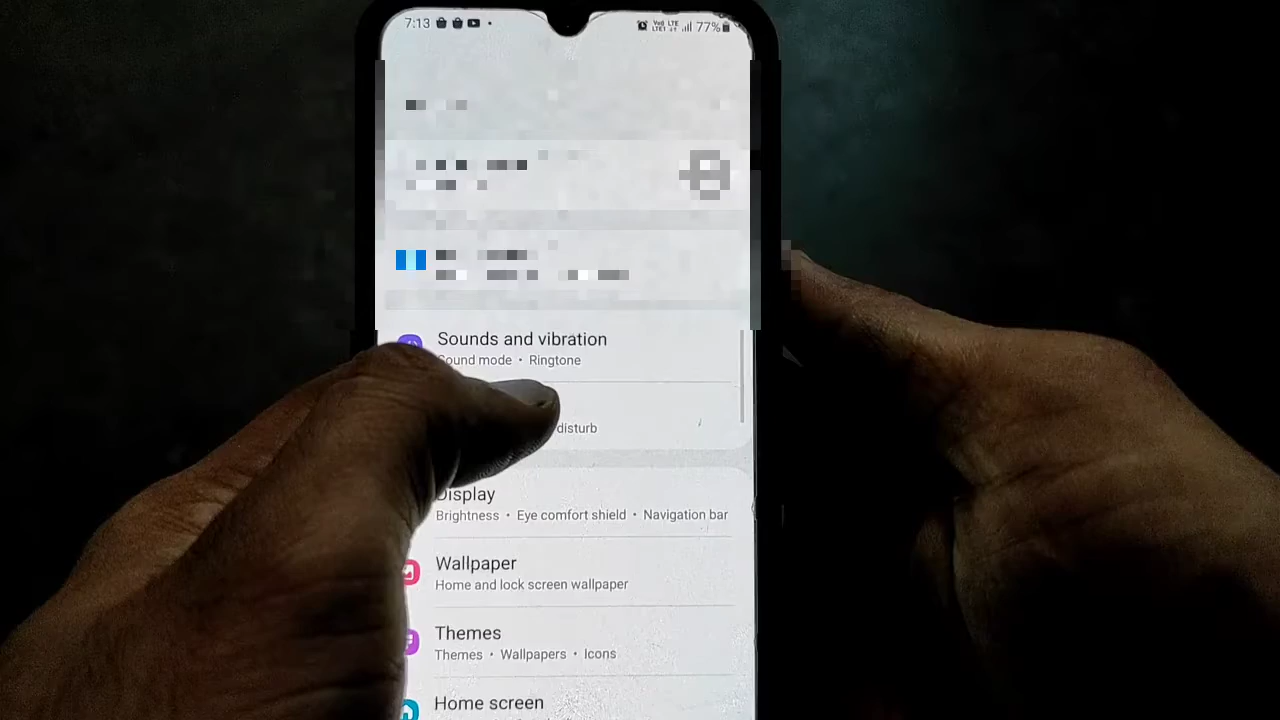 7:13
77%
Sounds and vibration
Sound mode • Ringtone
disturb
Display
Brightness • Eye comfort shield • Navigation bar
Wallpaper
Home and lock screen wallpaper
Themes
Themes • Wallpapers • Icons
Home screen